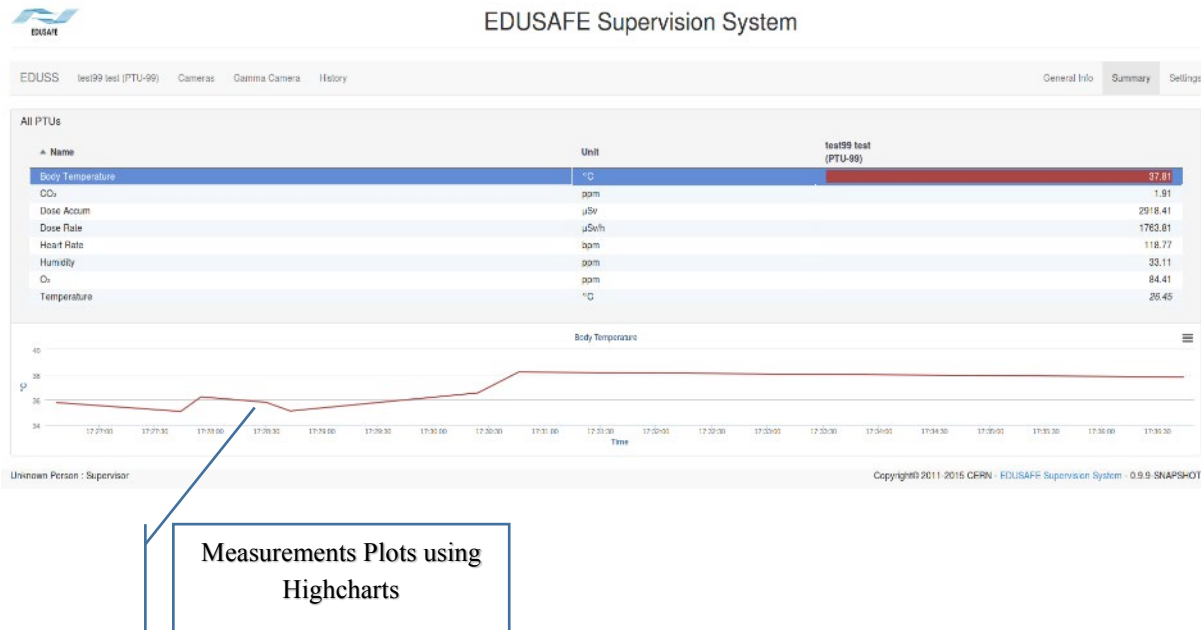 EDUSAFE
EDUSAFE Supervision System
EDUSS test99 test (PTU-99) Cameras Gamma Camera History General Info Summary Settings
All PTUs
Name Unit test99 test
(PTU-99)
Body Temperature °C 37.81
CO₂ ppm 1.91
Dose Accum µSv 2918.41
Dose Rate µSv/h 1763.81
Heart Rate bpm 118.77
Humidity ppm 33.11
O₂ ppm 84.41
Temperature °C 26.45
Body Temperature
40
38
°C
36
34
17:27:00 17:27:30 17:28:00 17:28:30 17:29:00 17:29:30 17:30:00 17:30:30 17:31:00 17:31:30 17:32:00 17:32:30 17:33:00 17:33:30 17:34:00 17:34:30 17:35:00 17:35:30 17:36:00 17:36:30
Time
Unknown Person : Supervisor Copyright© 2011-2015 CERN - EDUSAFE Supervision System - 0.9.9-SNAPSHOT
Measurements Plots using
Highcharts